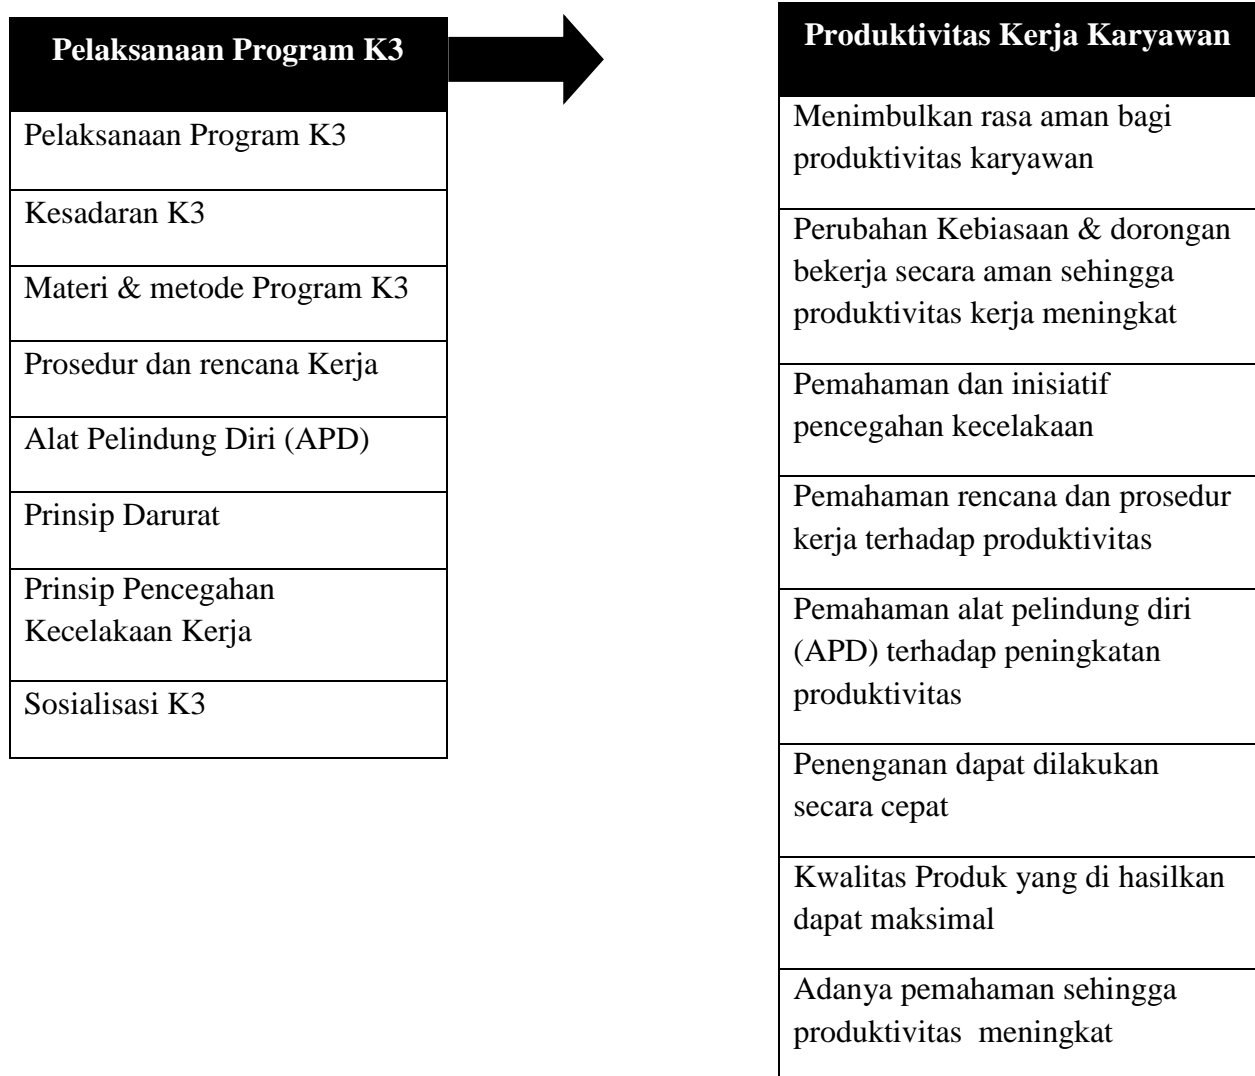 Pelaksanaan Program K3
Pelaksanaan Program K3
Kesadaran K3
Materi & metode Program K3
Prosedur dan rencana Kerja
Alat Pelindung Diri (APD)
Prinsip Darurat
Prinsip Pencegahan
Kecelakaan Kerja
Sosialisasi K3
Produktivitas Kerja Karyawan
Menimbulkan rasa aman bagi
produktivitas karyawan
Perubahan Kebiasaan & dorongan
bekerja secara aman sehingga
produktivitas kerja meningkat
Pemahaman dan inisiatif
pencegahan kecelakaan
Pemahaman rencana dan prosedur
kerja terhadap produktivitas
Pemahaman alat pelindung diri
(APD) terhadap peningkatan
produktivitas
Penenganan dapat dilakukan
secara cepat
Kwalitas Produk yang di hasilkan
dapat maksimal
Adanya pemahaman sehingga
produktivitas  meningkat